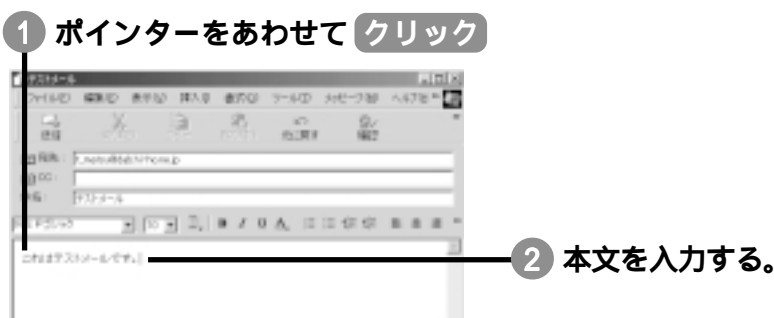 1 ポインターをあわせて クリック
テストメール
ファイル(F) 編集(E) 表示(V) 挿入(I) 書式(O) ツール(T) メッセージ(M) ヘルプ(H)
送信 元に戻す 確認
宛先:
CC:
件名: テストメール
10 B I U A
これはテストメールです。
2 本文を入力する。